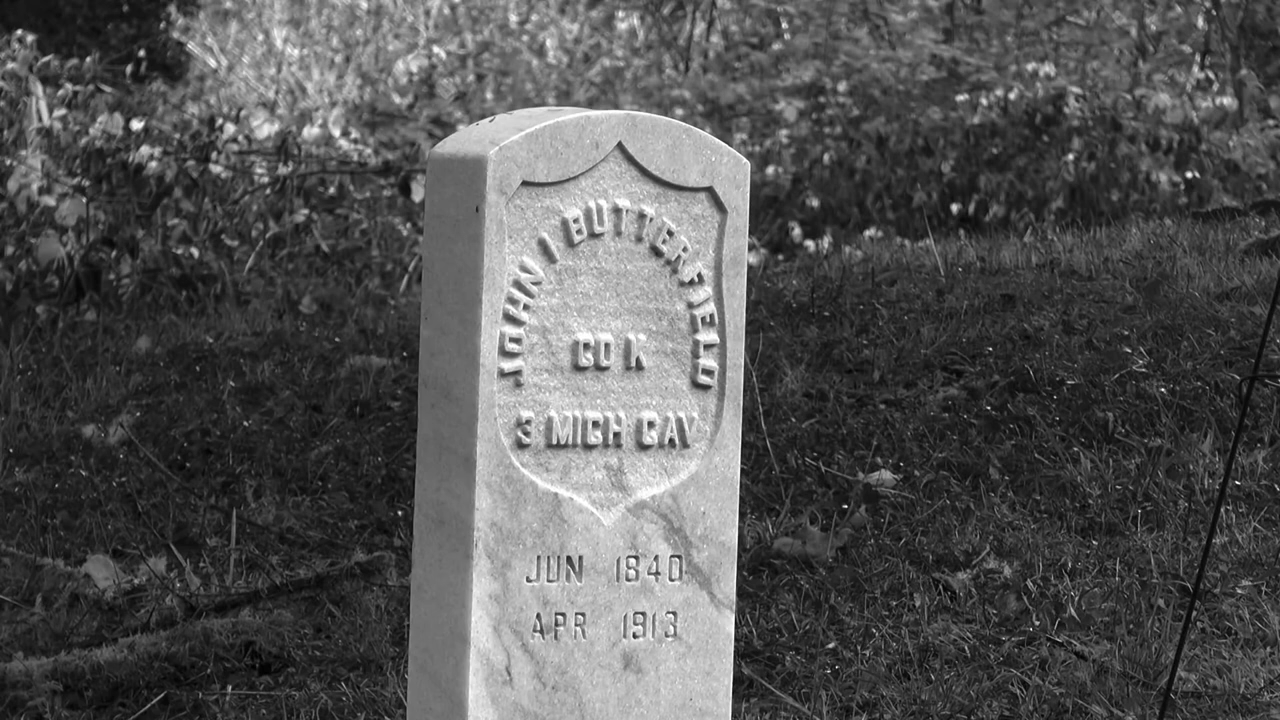 JOHN I BUTTERFIELD
CO K
3 MICH CAV
JUN 1840
APR 1913